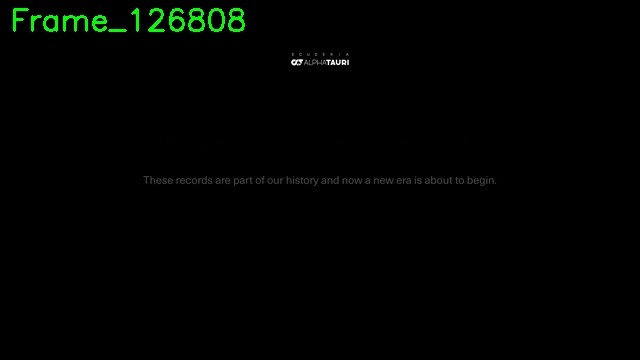 Frame_126808
SCUDERIA
ALPHATAURI
These records are part of our history and now a new era is about to begin.